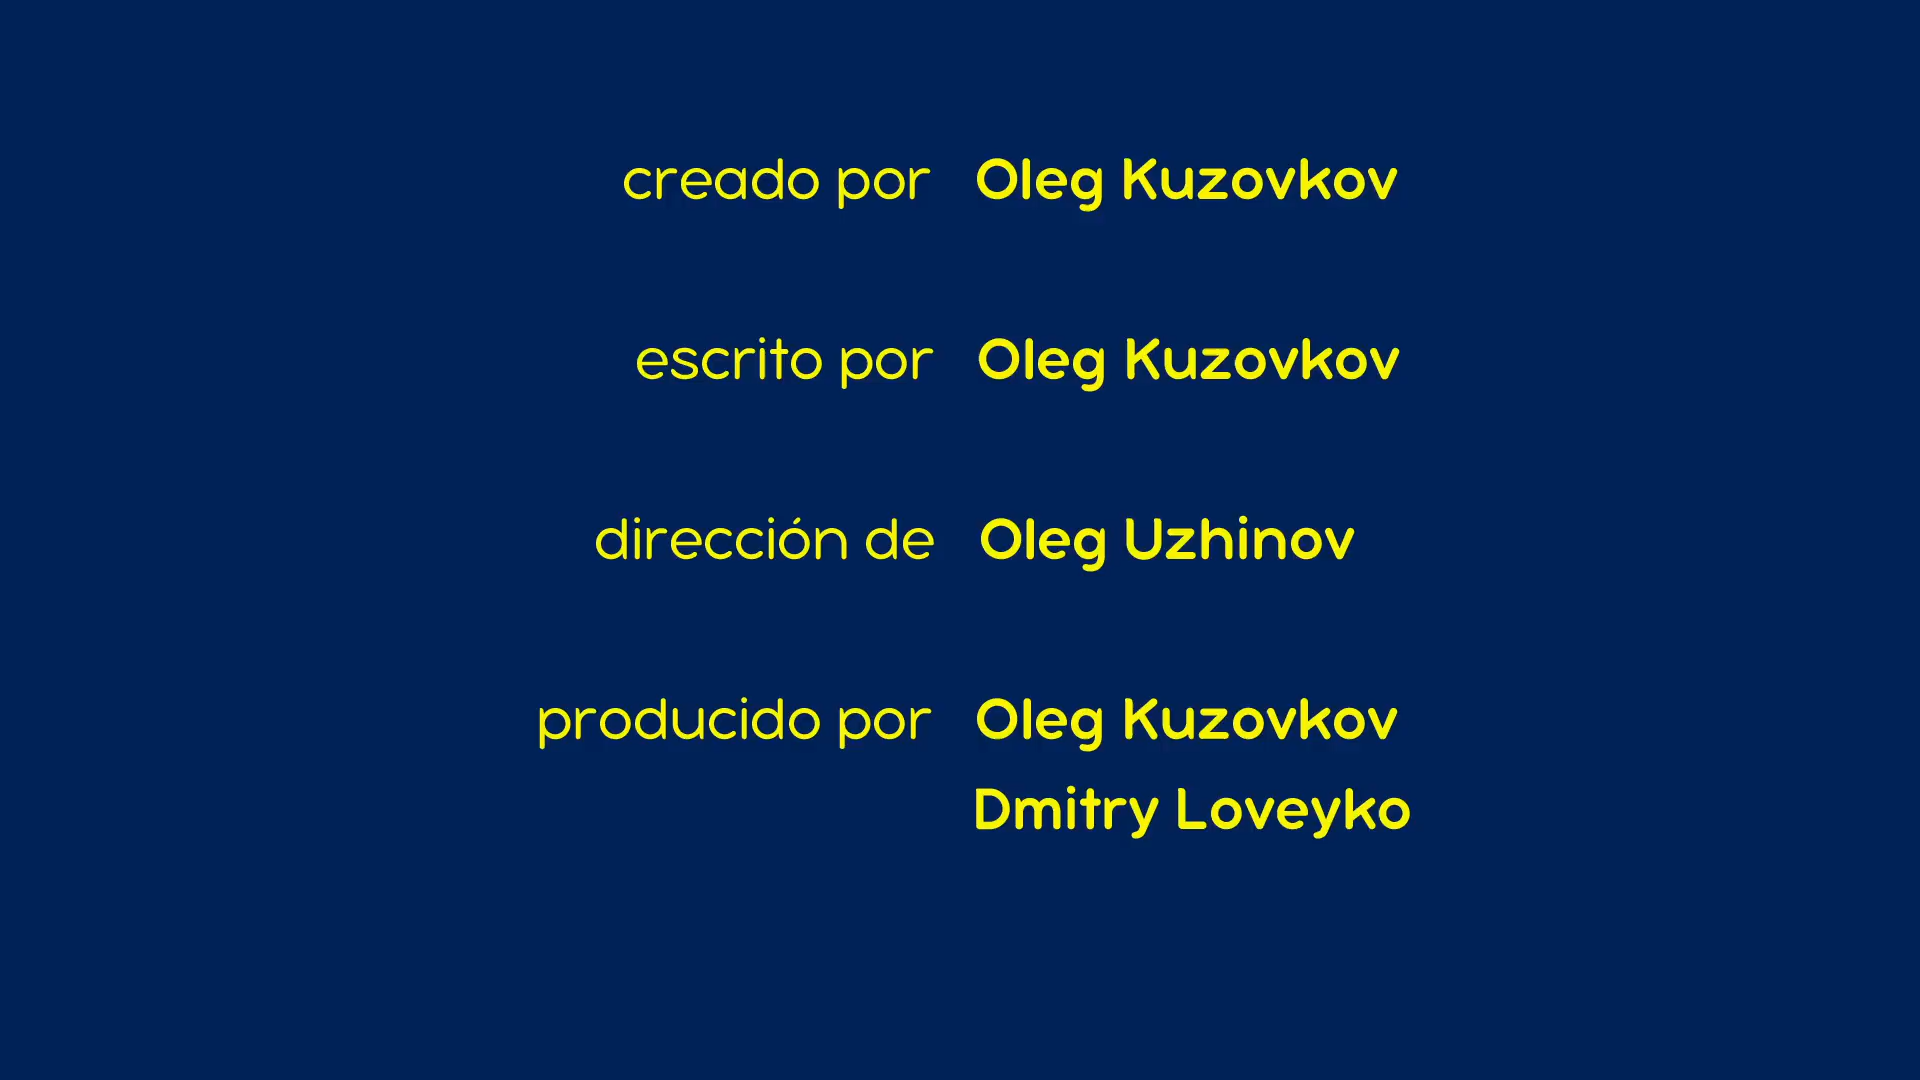 creado por Oleg Kuzovkov
escrito por Oleg Kuzovkov
dirección de Oleg Uzhinov
producido por Oleg Kuzovkov
Dmitry Loveyko